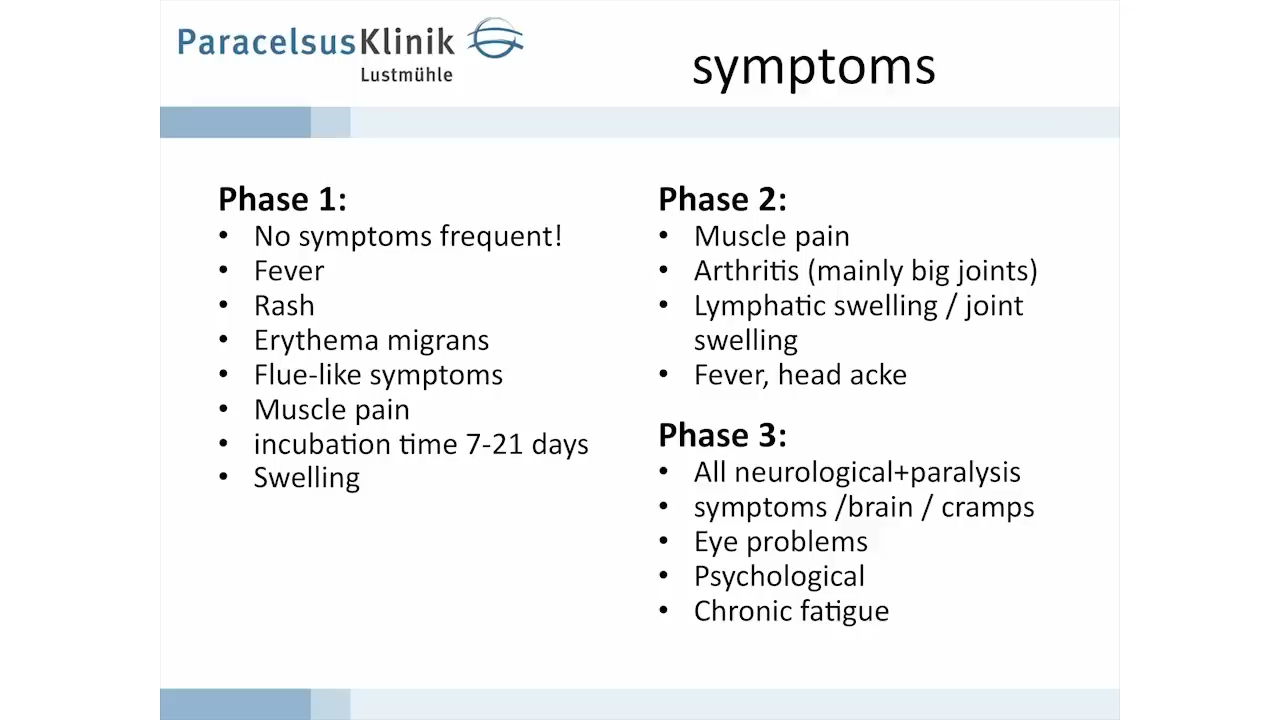 ParacelsusKlinik
Lustmühle
symptoms
Phase 1:
• No symptoms frequent!
• Fever
• Rash
• Erythema migrans
• Flue-like symptoms
• Muscle pain
• incubation time 7-21 days
• Swelling
Phase 2:
• Muscle pain
• Arthritis (mainly big joints)
• Lymphatic swelling / joint
swelling
• Fever, head acke
Phase 3:
• All neurological+paralysis
• symptoms /brain / cramps
• Eye problems
• Psychological
• Chronic fatigue